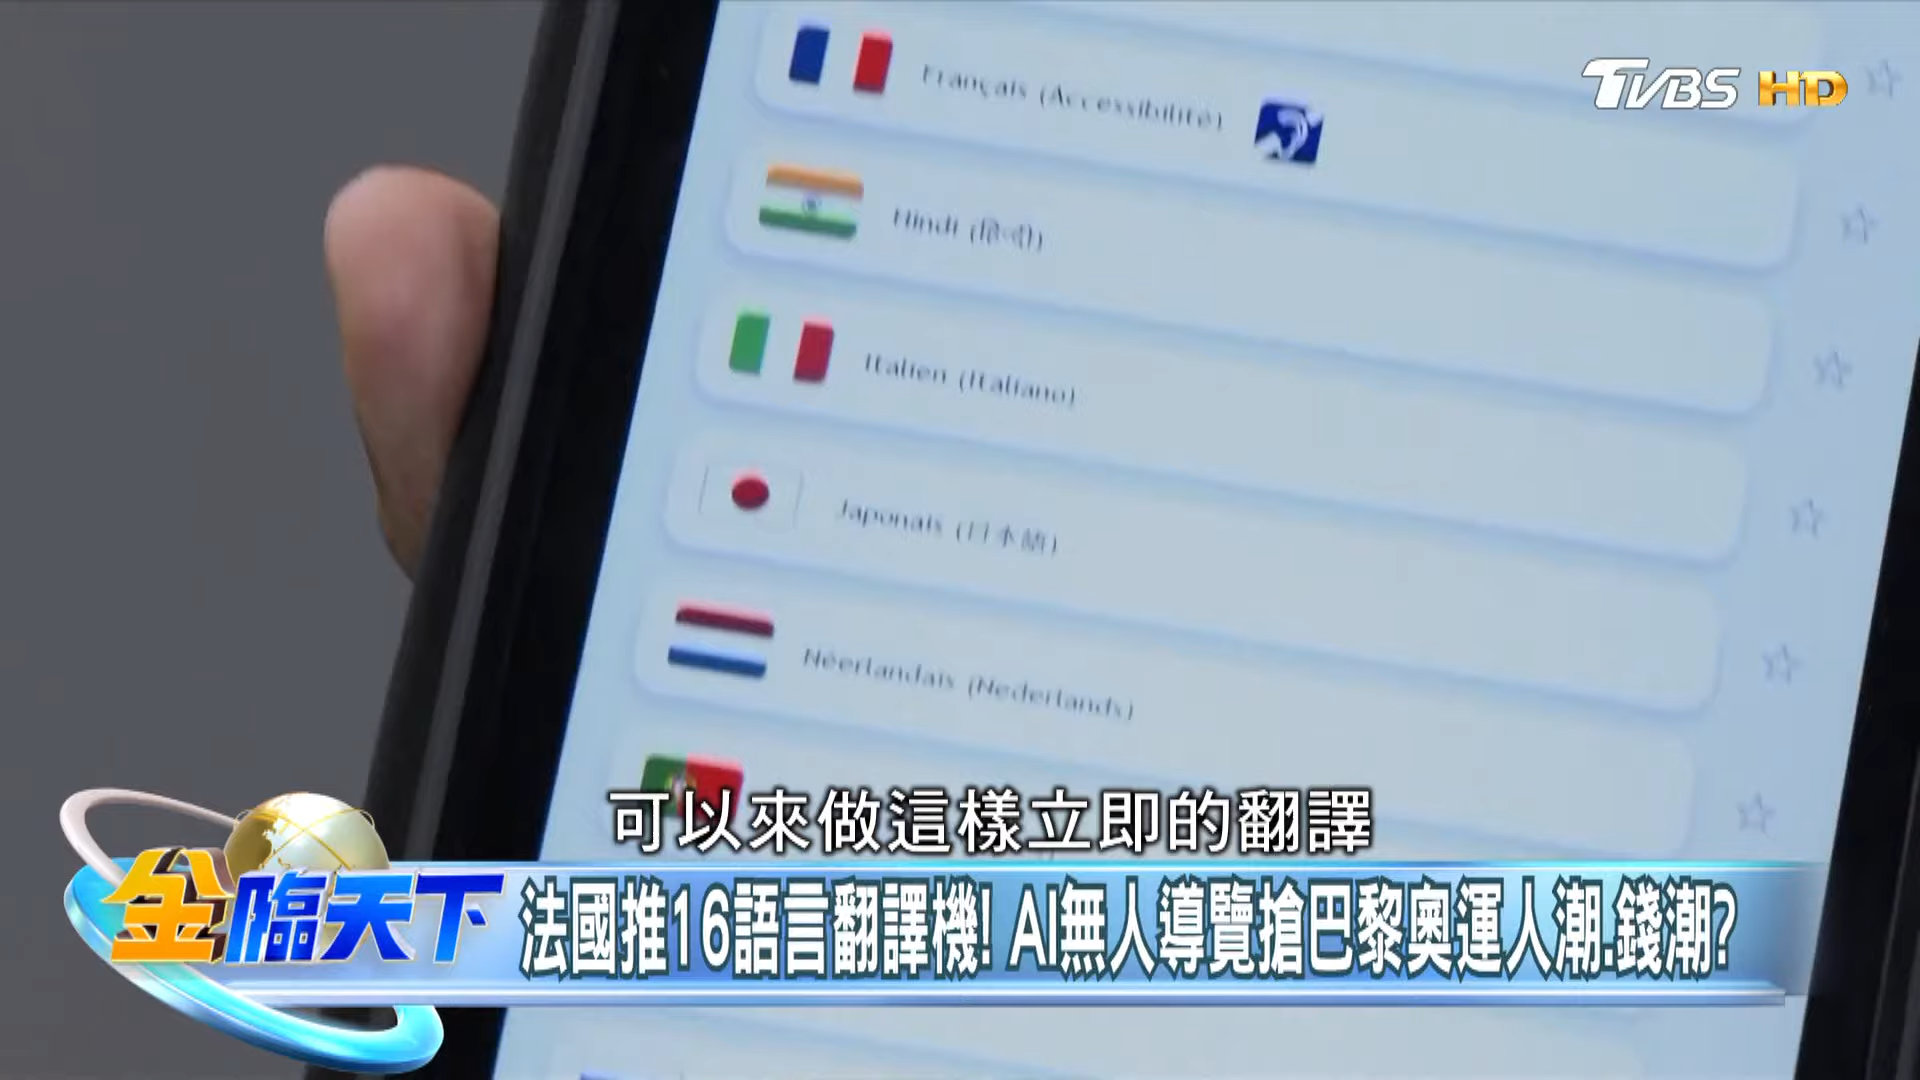 Français (Accessibilité)
TVBS HD
Hindi (हिन्दी)
Italien (Italiano)
Japonais (日本語)
Néerlandais (Nederlands)
可以來做這樣立即的翻譯
金臨天下
法國推16語言翻譯機! AI無人導覽搶巴黎奧運人潮.錢潮?